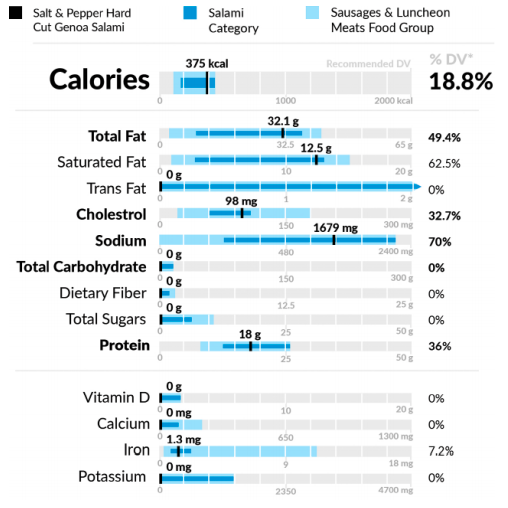 Salt & Pepper Hard
Cut Genoa Salami
Salami
Category
Sausages & Luncheon
Meats Food Group
% DV*
Calories
375 kcal
Recommended DV
18.8%
0 1000 2000 kcal
Total Fat 32.1 g 49.4%
0 32.5 65 g
Saturated Fat 12.5 g 62.5%
0 10 20 g
Trans Fat 0 g 0%
0 1 2 g
Cholestrol 98 mg 32.7%
0 150 300 mg
Sodium 1679 mg 70%
0 480 2400 mg
Total Carbohydrate 0 g 0%
0 150 300 g
Dietary Fiber 0 g 0%
0 12.5 25 g
Total Sugars 0 g 0%
0 25 50 g
Protein 18 g 36%
0 25 50 g
Vitamin D 0 g 0%
0 10 20 g
Calcium 0 mg 0%
0 650 1300 mg
Iron 1.3 mg 7.2%
0 9 18 mg
Potassium 0 mg 0%
0 2350 4700 mg